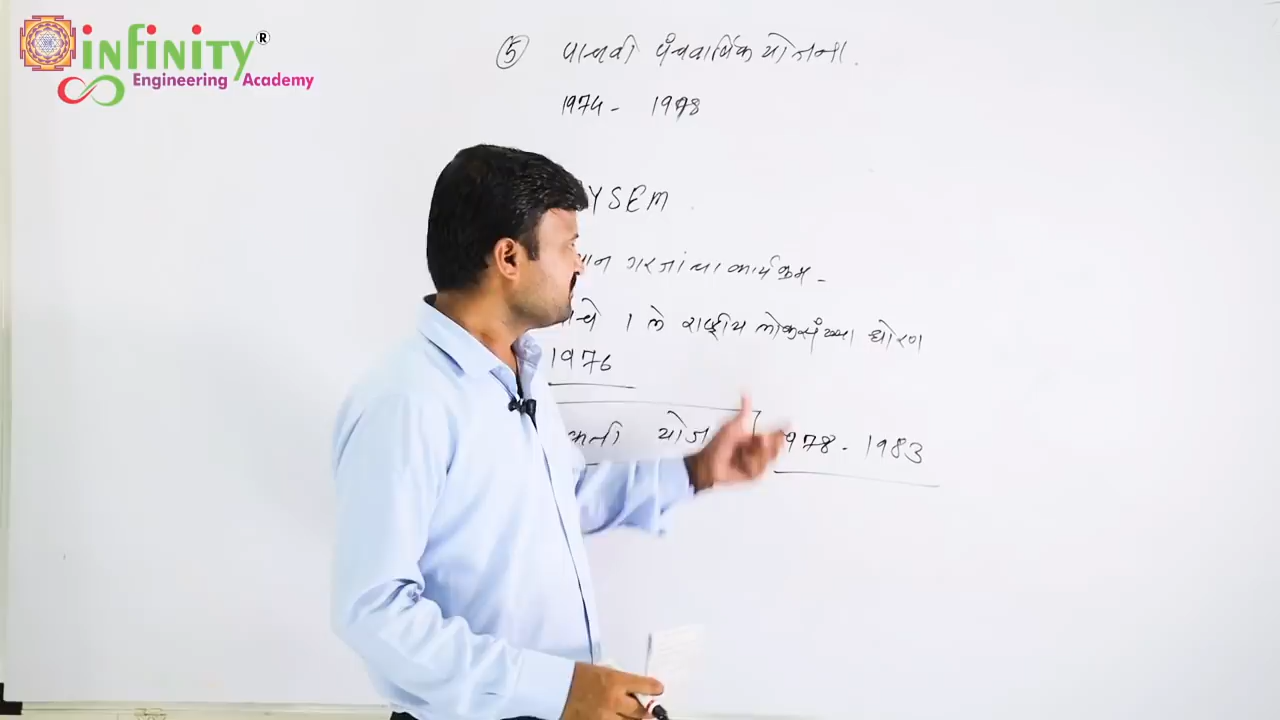 infinity®
Engineering Academy
⑤ पाचवी पंचवार्षिक योजना.
1974 - 1978
YSEM
गरजांचा कार्यक्रम -
1 ले राष्ट्रीय लोकसंख्या धोरण
1976
1978 - 1983